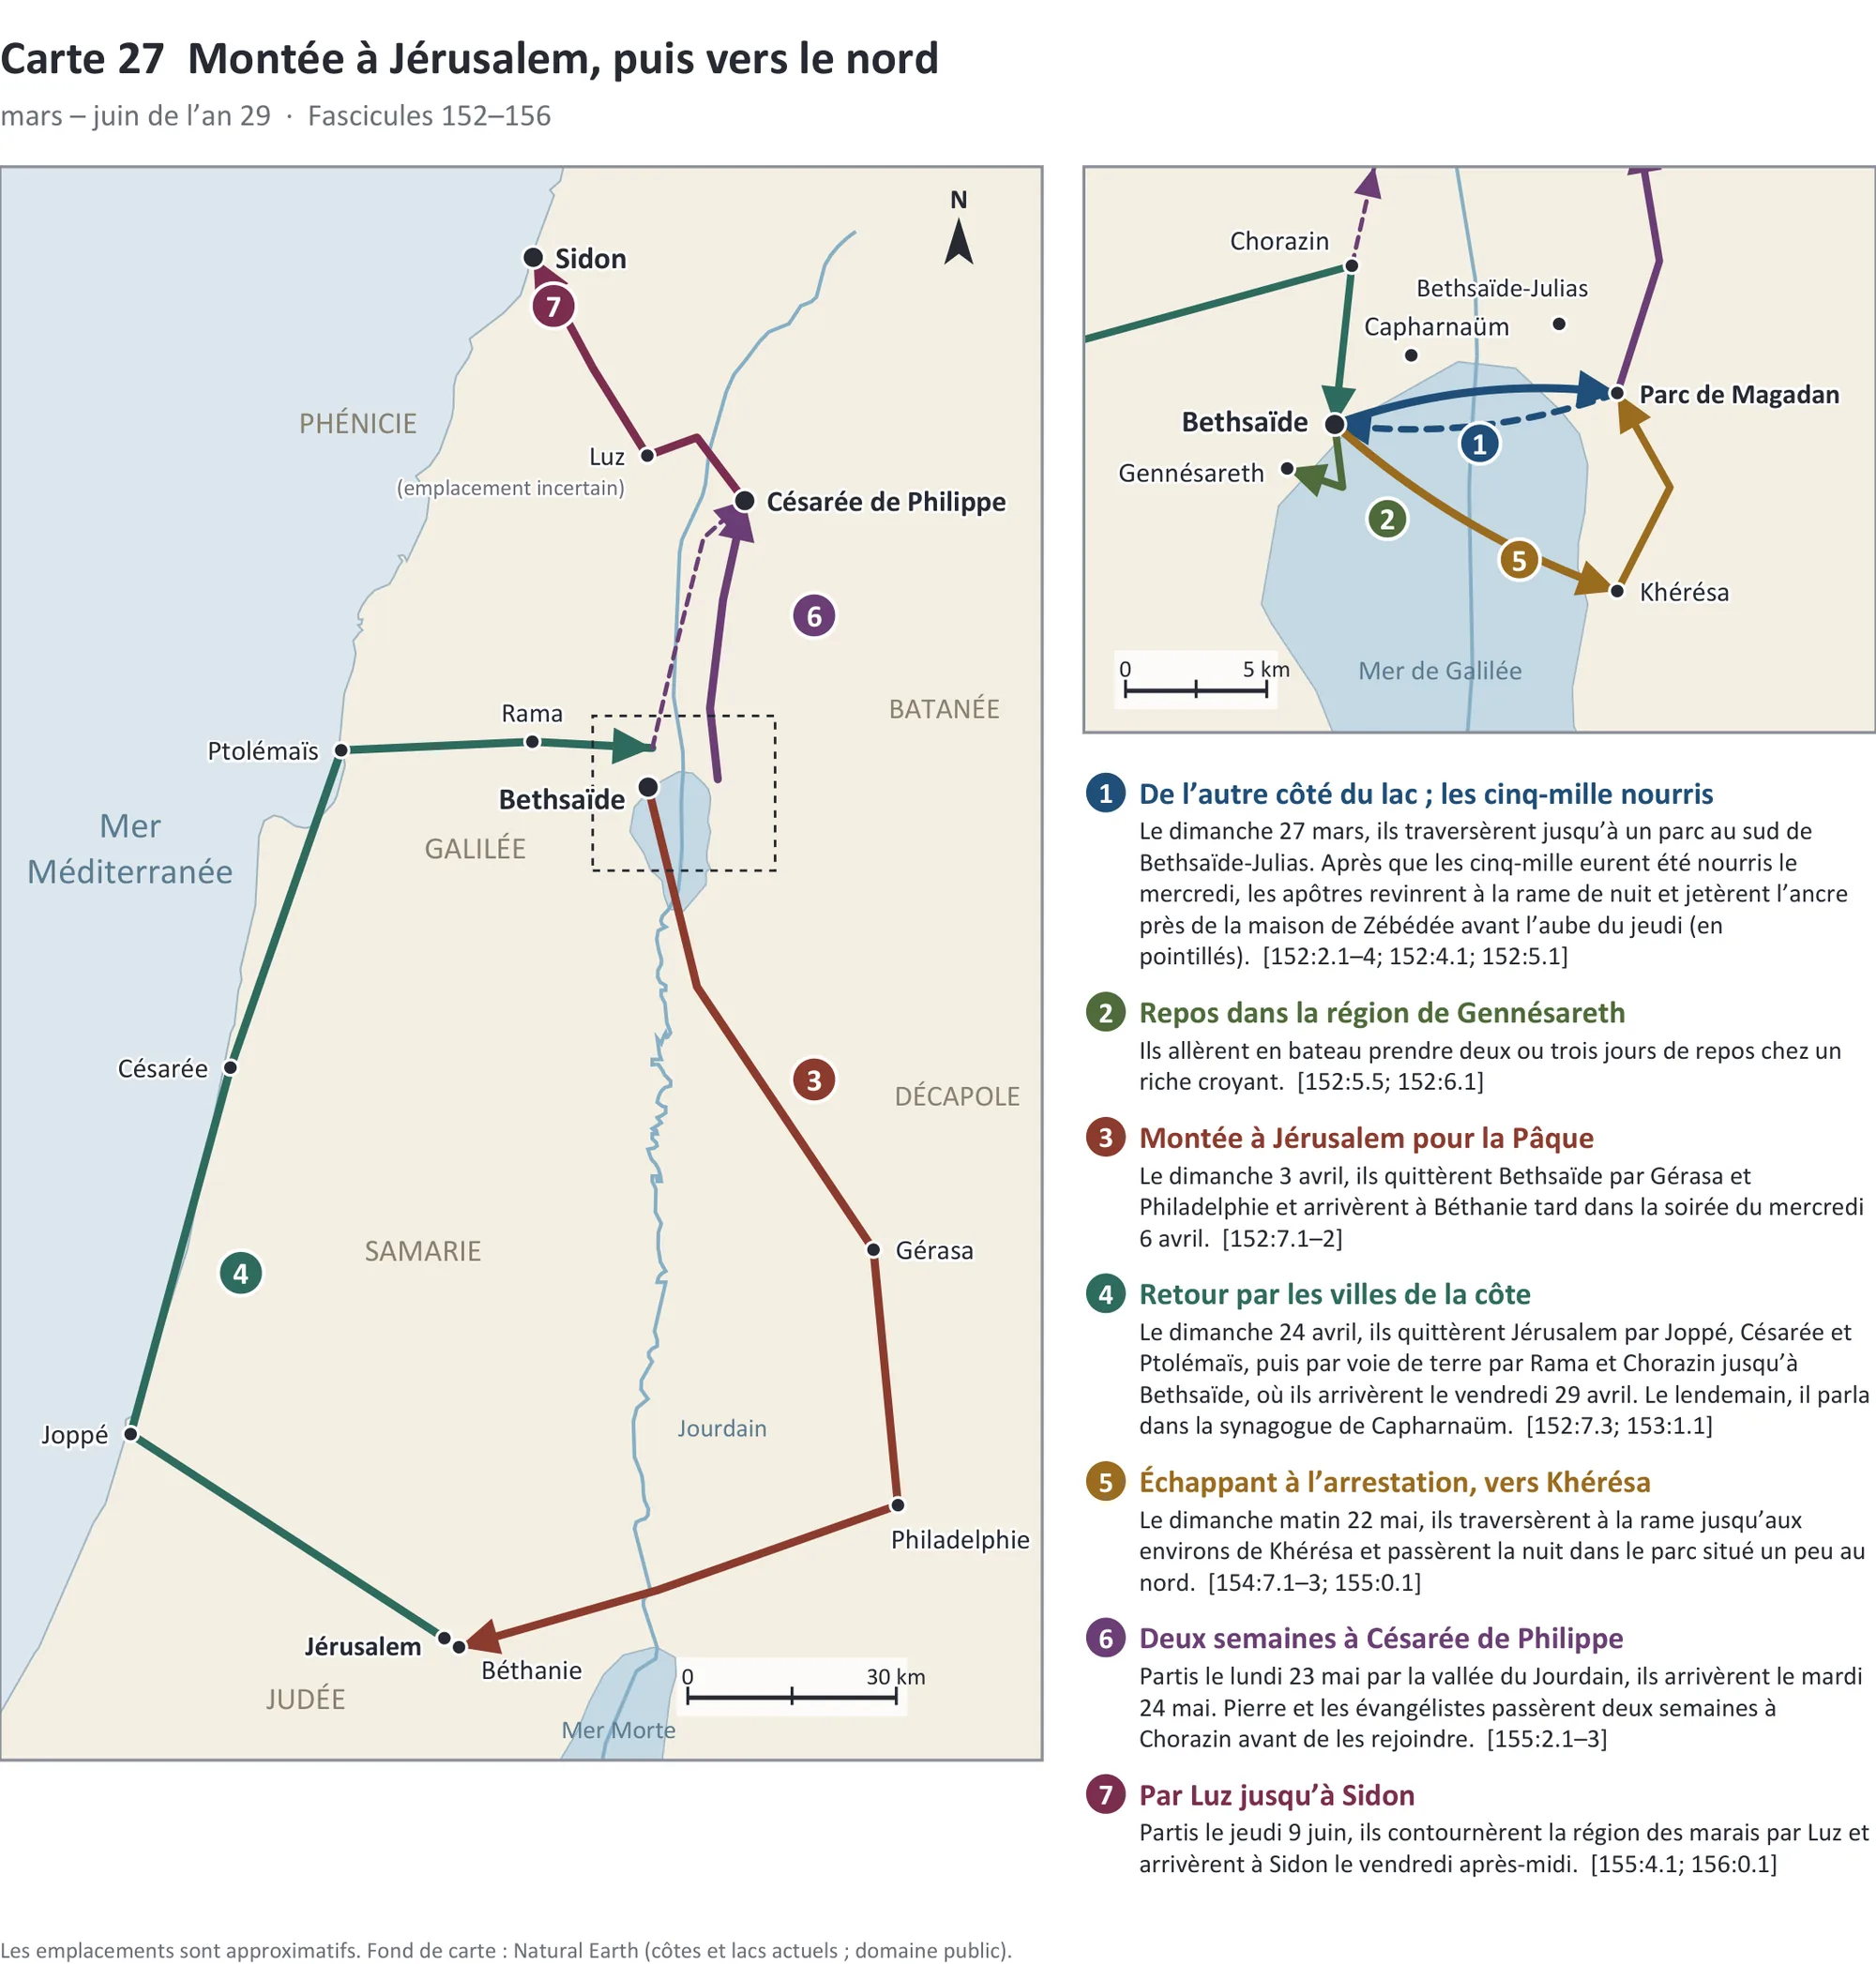 Carte 27  Montée à Jérusalem, puis vers le nord
mars – juin de l’an 29 · Fascicules 152–156
N
Sidon
7
PHÉNICIE
Luz
(emplacement incertain)
Césarée de Philippe
6
BATANÉE
Rama
Ptolémaïs
Bethsaïde
Mer
Méditerranée
GALILÉE
Césarée
3
DÉCAPOLE
SAMARIE
Gérasa
4
Joppé
Jourdain
Philadelphie
Jérusalem
Béthanie
JUDÉE
0 30 km
Mer Morte
Chorazin
Bethsaïde-Julias
Capharnaüm
Parc de Magadan
Bethsaïde
1
Gennésareth
2
5
Khérésa
0 5 km
Mer de Galilée
1 De l’autre côté du lac ; les cinq-mille nourris
Le dimanche 27 mars, ils traversèrent jusqu’à un parc au sud de
Bethsaïde-Julias. Après que les cinq-mille eurent été nourris le
mercredi, les apôtres revinrent à la rame de nuit et jetèrent l’ancre
près de la maison de Zébédée avant l’aube du jeudi (en
pointillés).  [152:2.1–4; 152:4.1; 152:5.1]
2 Repos dans la région de Gennésareth
Ils allèrent en bateau prendre deux ou trois jours de repos chez un
riche croyant.  [152:5.5; 152:6.1]
3 Montée à Jérusalem pour la Pâque
Le dimanche 3 avril, ils quittèrent Bethsaïde par Gérasa et
Philadelphie et arrivèrent à Béthanie tard dans la soirée du mercredi
6 avril.  [152:7.1–2]
4 Retour par les villes de la côte
Le dimanche 24 avril, ils quittèrent Jérusalem par Joppé, Césarée et
Ptolémaïs, puis par voie de terre par Rama et Chorazin jusqu’à
Bethsaïde, où ils arrivèrent le vendredi 29 avril. Le lendemain, il parla
dans la synagogue de Capharnaüm.  [152:7.3; 153:1.1]
5 Échappant à l’arrestation, vers Khérésa
Le dimanche matin 22 mai, ils traversèrent à la rame jusqu’aux
environs de Khérésa et passèrent la nuit dans le parc situé un peu au
nord.  [154:7.1–3; 155:0.1]
6 Deux semaines à Césarée de Philippe
Partis le lundi 23 mai par la vallée du Jourdain, ils arrivèrent le mardi
24 mai. Pierre et les évangélistes passèrent deux semaines à
Chorazin avant de les rejoindre.  [155:2.1–3]
7 Par Luz jusqu’à Sidon
Partis le jeudi 9 juin, ils contournèrent la région des marais par Luz et
arrivèrent à Sidon le vendredi après-midi.  [155:4.1; 156:0.1]
Les emplacements sont approximatifs. Fond de carte : Natural Earth (côtes et lacs actuels ; domaine public).